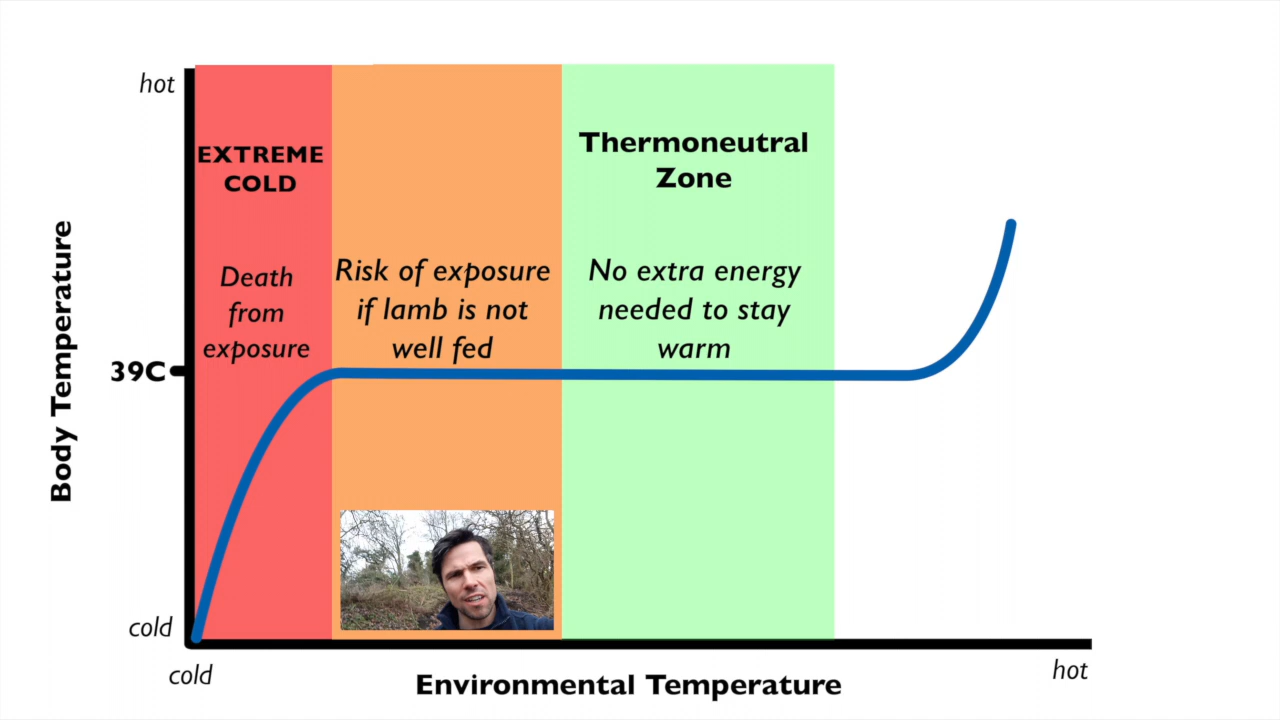 hot
EXTREME
COLD
Death
from
exposure
Risk of exposure
if lamb is not
well fed
Thermoneutral
Zone
No extra energy
needed to stay
warm
Body Temperature
39C
cold
cold
Environmental Temperature
hot